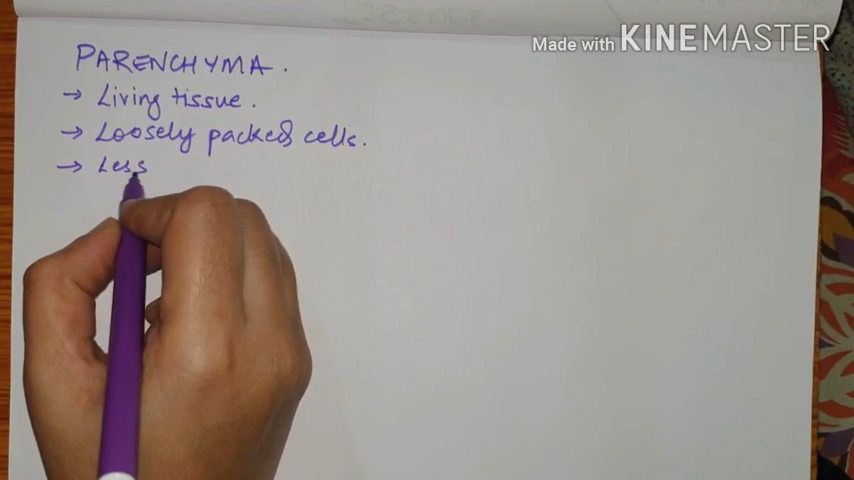 Made with KINEMASTER
PARENCHYMA.
→ Living tissue.
→ Loosely packed cells.
→ Less